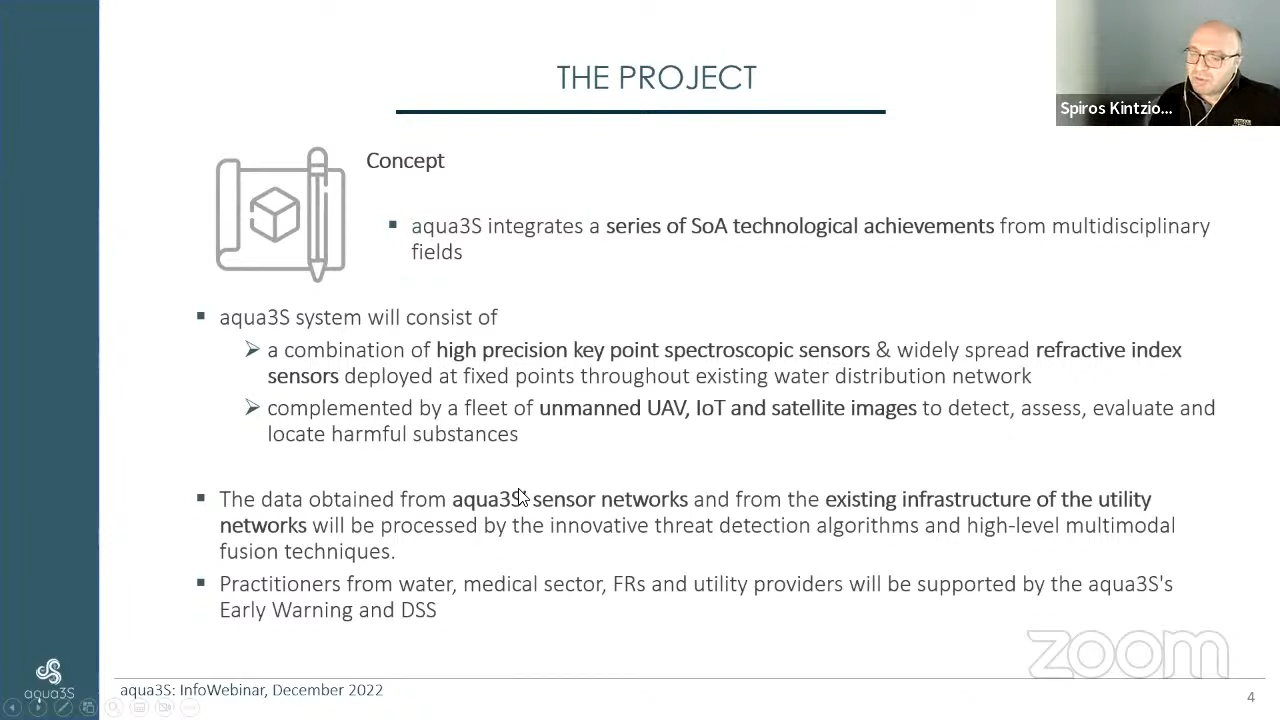 THE PROJECT
Spiros Kintzio...
Concept
aqua3S integrates a series of SoA technological achievements from multidisciplinary
fields
aqua3S system will consist of
a combination of high precision key point spectroscopic sensors & widely spread refractive index
sensors deployed at fixed points throughout existing water distribution network
complemented by a fleet of unmanned UAV, IoT and satellite images to detect, assess, evaluate and
locate harmful substances
The data obtained from aqua3S' sensor networks and from the existing infrastructure of the utility
networks will be processed by the innovative threat detection algorithms and high-level multimodal
fusion techniques.
Practitioners from water, medical sector, FRs and utility providers will be supported by the aqua3S's
Early Warning and DSS
zoom
aqua3S
aqua3S: InfoWebinar, December 2022
4